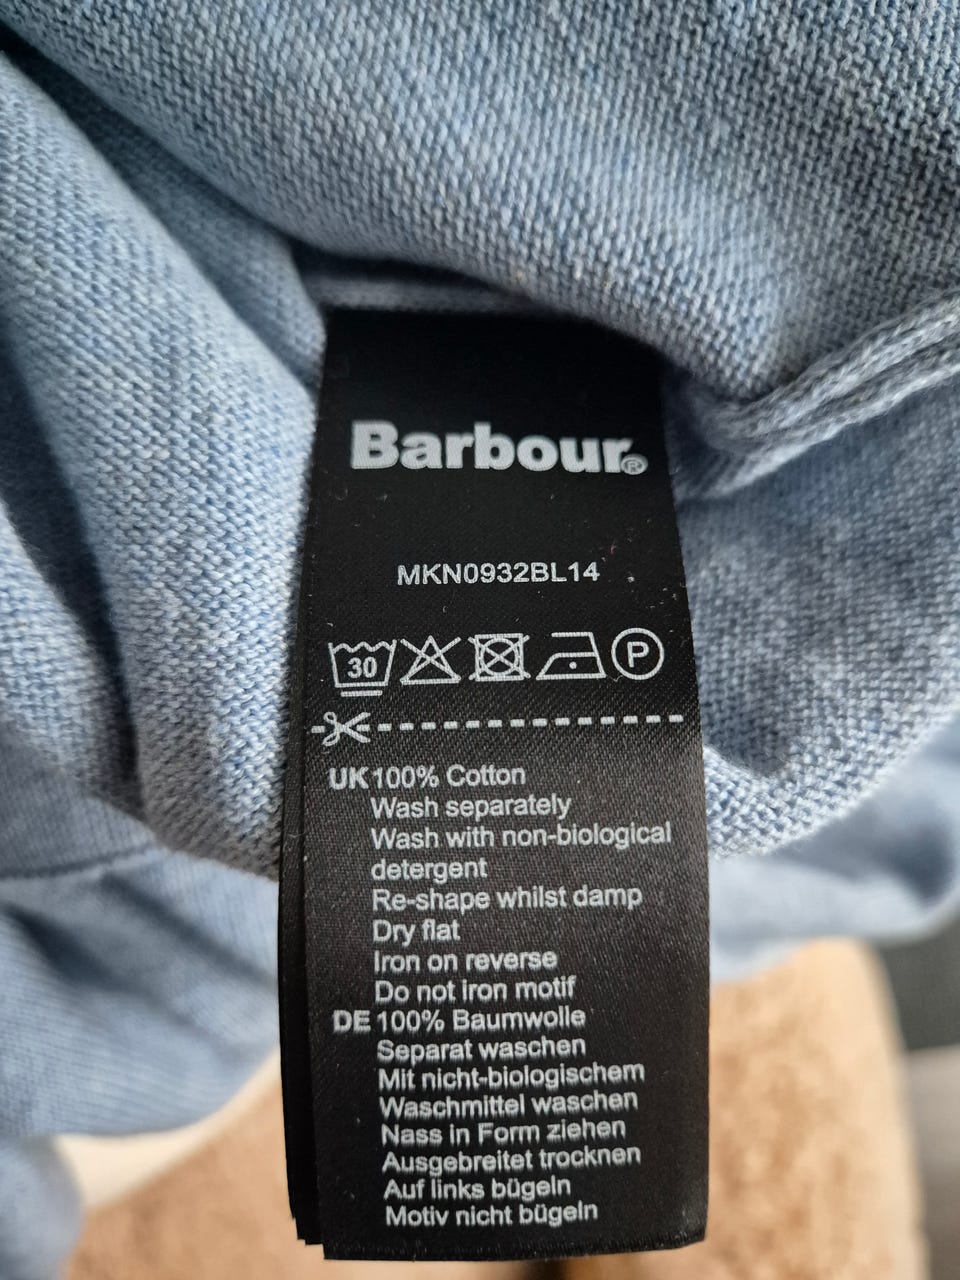 Barbour®
MKN0932BL14
30 P
UK 100% Cotton
Wash separately
Wash with non-biological
detergent
Re-shape whilst damp
Dry flat
Iron on reverse
Do not iron motif
DE 100% Baumwolle
Separat waschen
Mit nicht-biologischem
Waschmittel waschen
Nass in Form ziehen
Ausgebreitet trocknen
Auf links bügeln
Motiv nicht bügeln